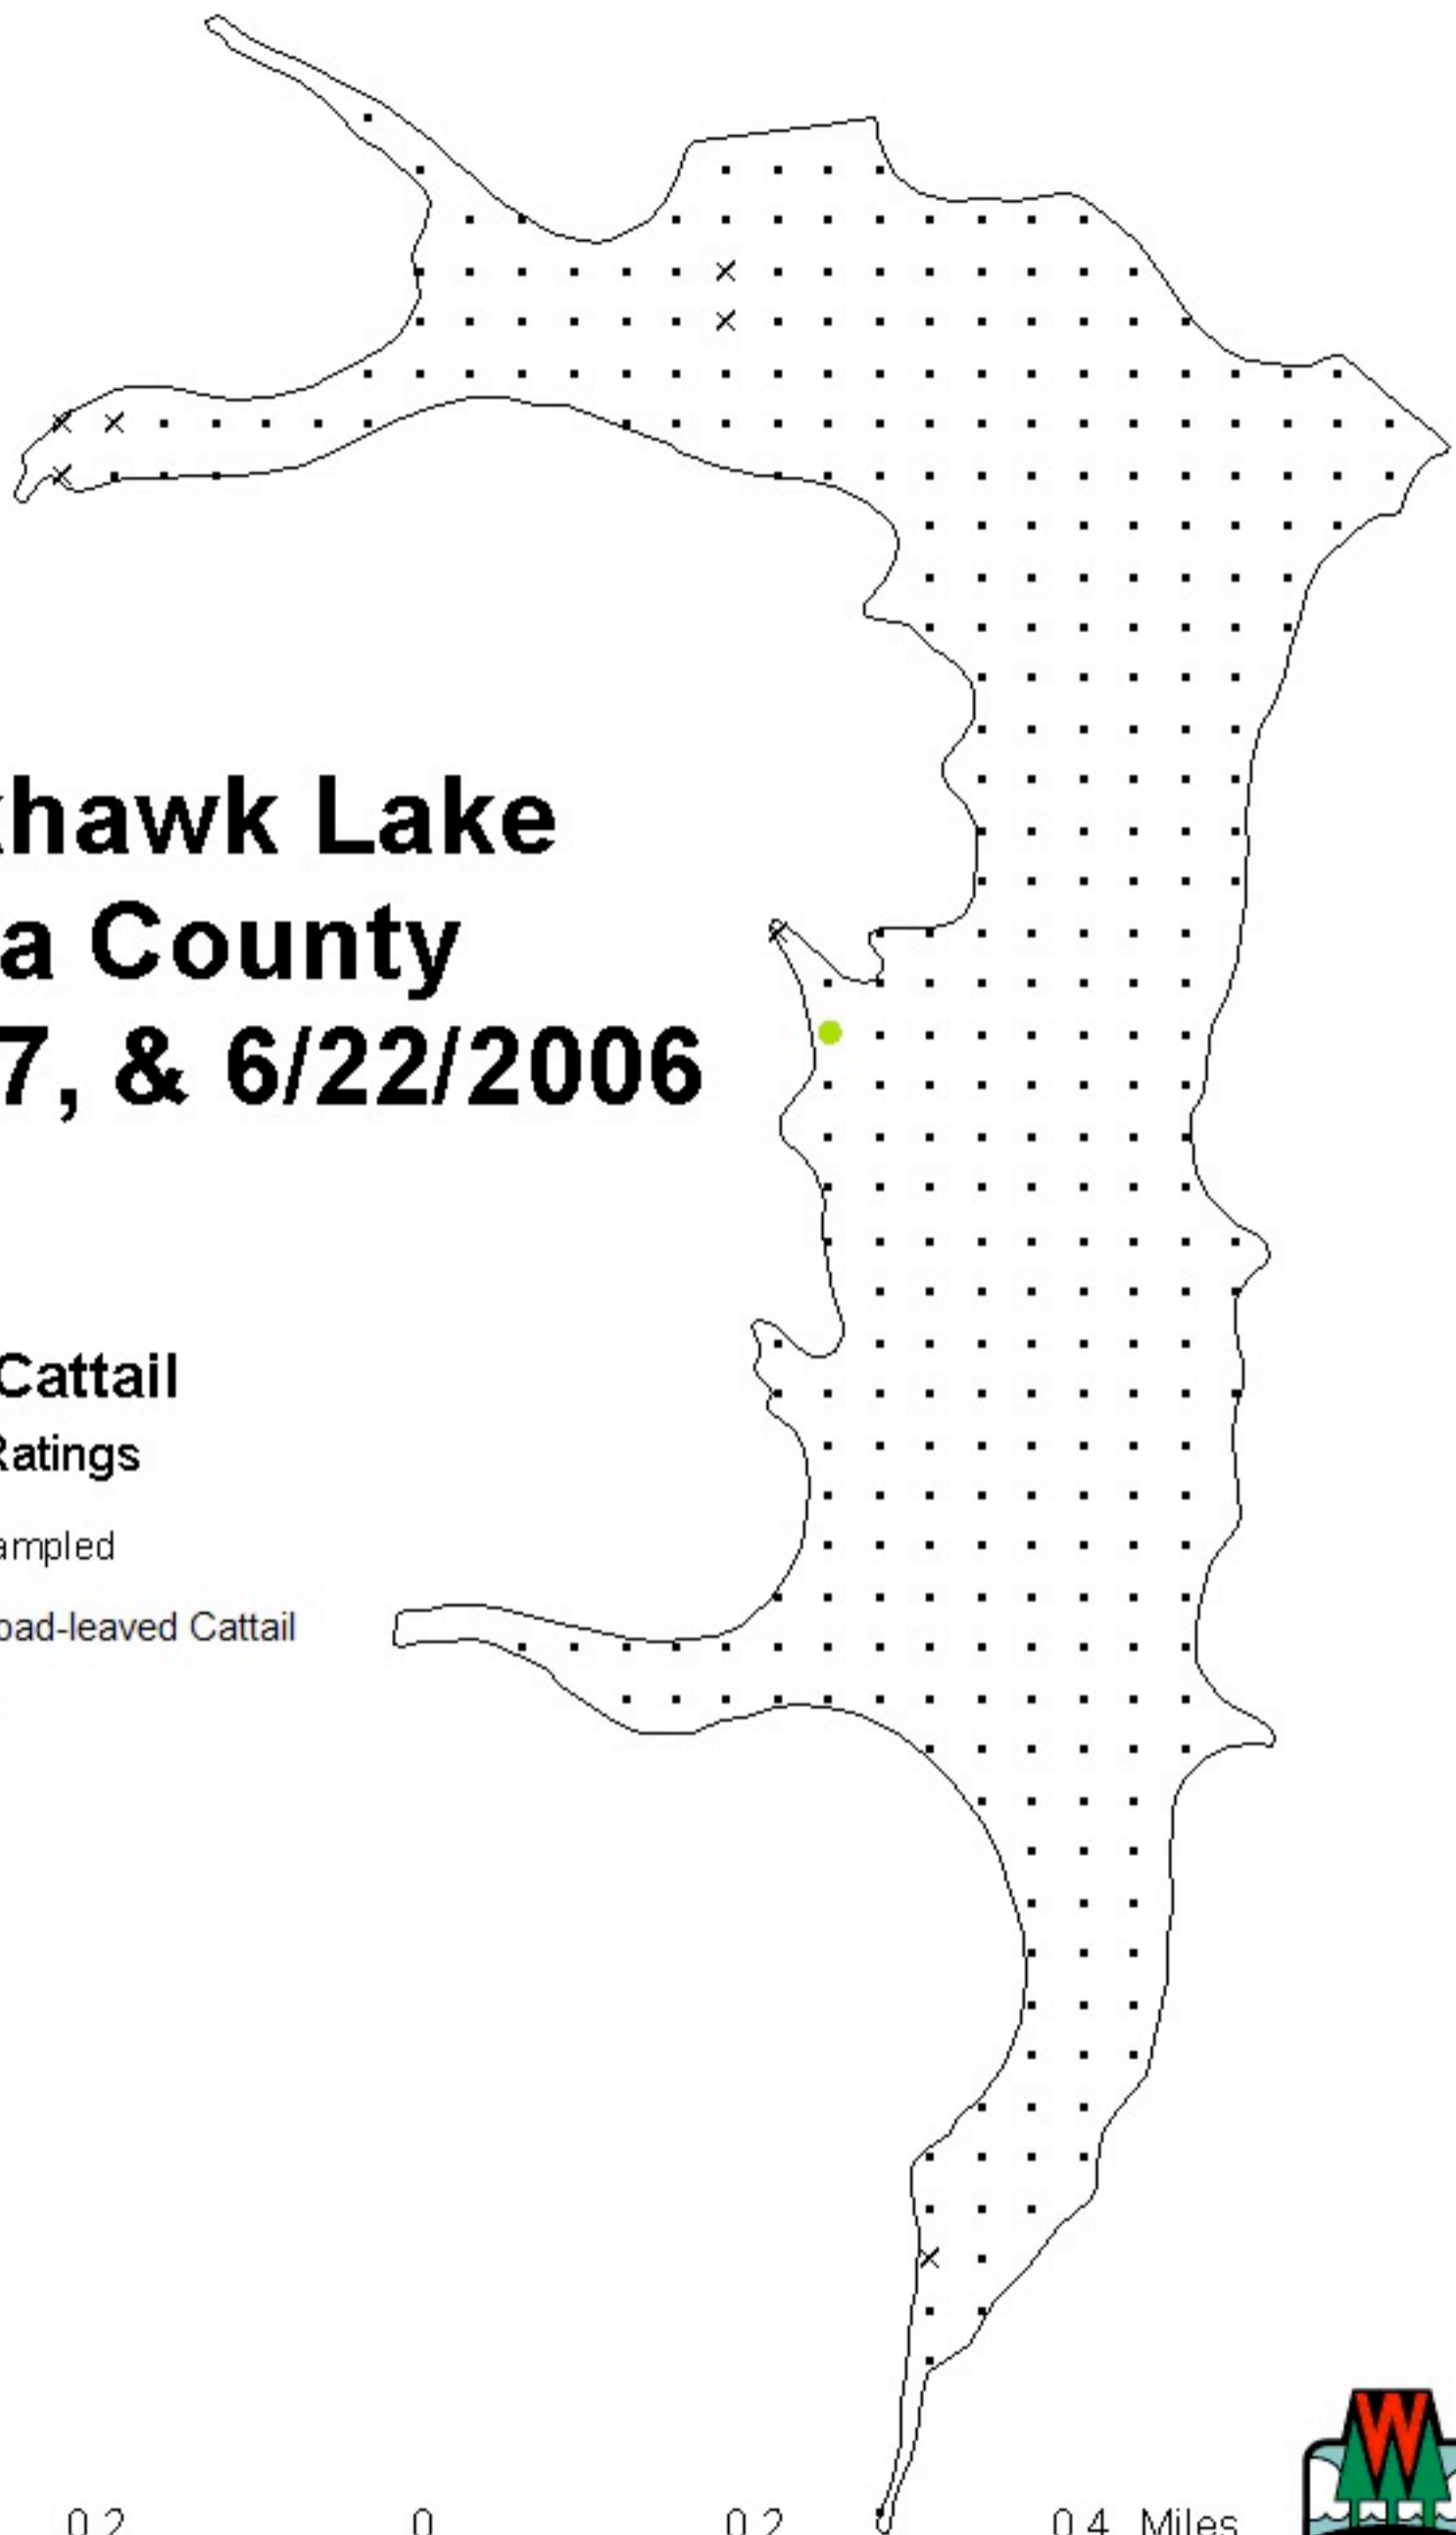 khawk Lake
a County
7, & 6/22/2006
Cattail
Ratings
ampled
oad-leaved Cattail
0.2 0 0.2 0.4 Miles
W